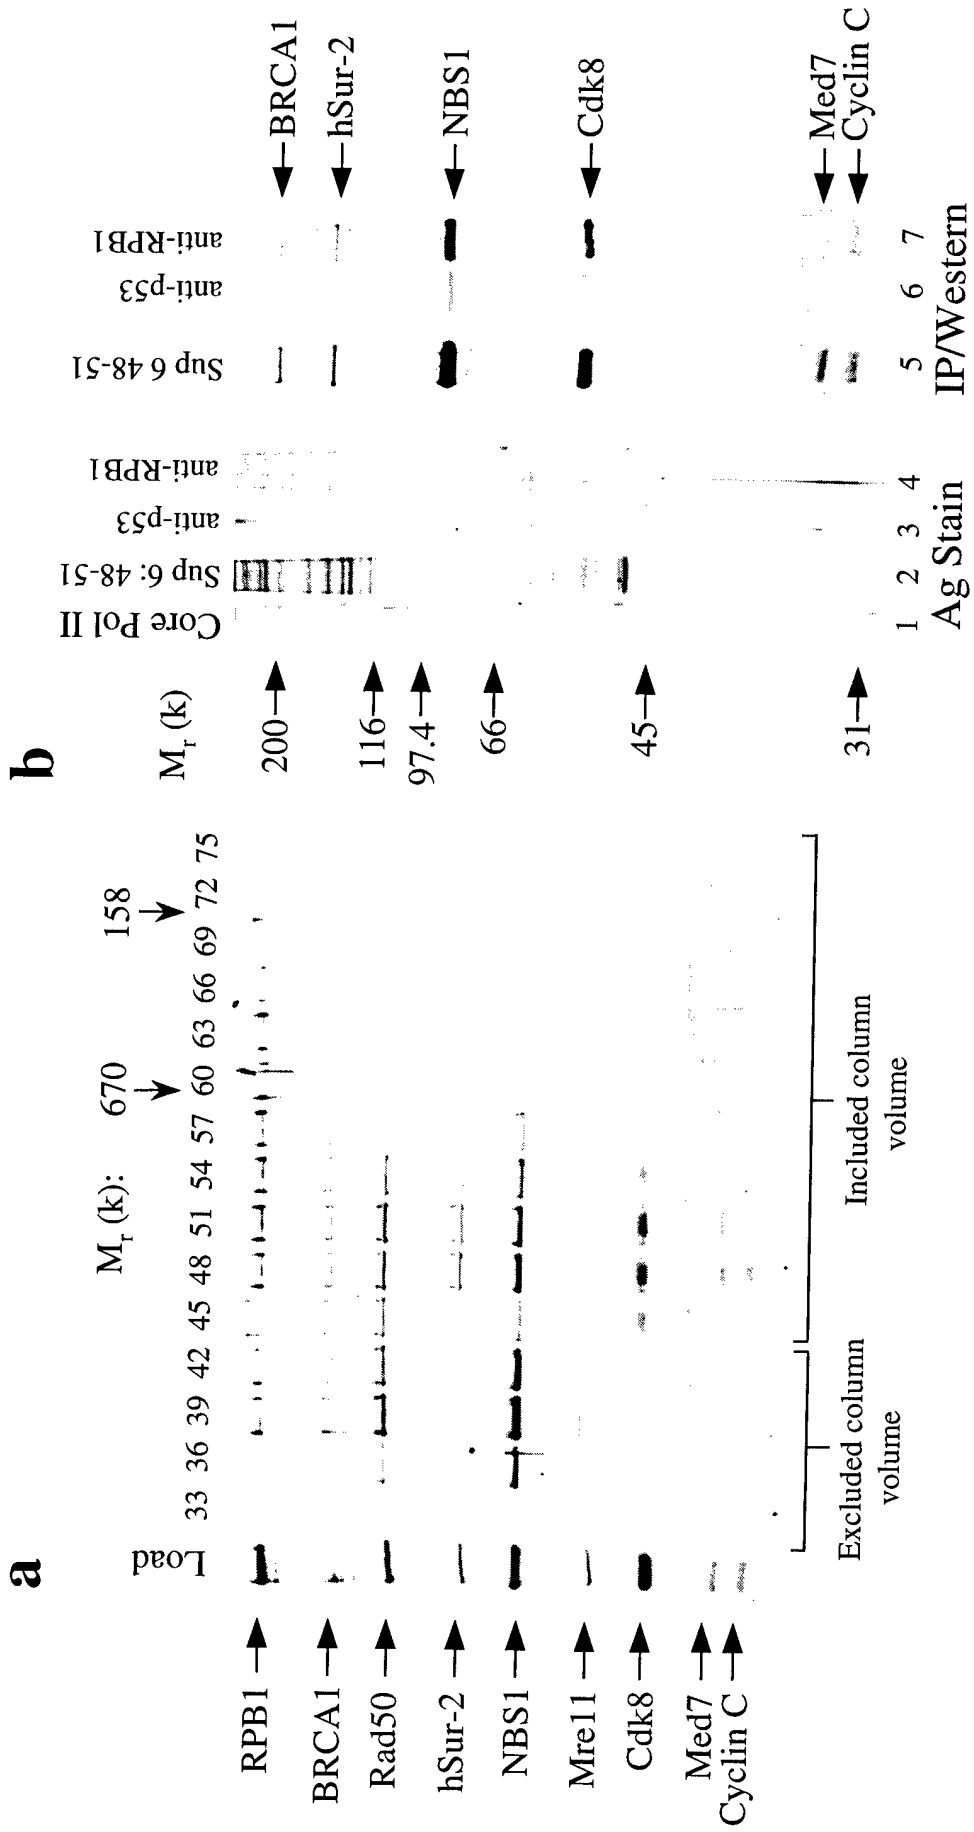 a
M_r (k):
670
158
Load
33 36 39 42 45 48 51 54 57 60 63 66 69 72 75
RPB1
BRCA1
Rad50
hSur-2
NBS1
Mre11
Cdk8
Med7
Cyclin C
Excluded column
volume
Included column
volume
b
M_r (k)
Core Pol II
Sup 6: 48-51
anti-p53
anti-RPB1
Sup 6 48-51
anti-p53
anti-RPB1
200
116
97.4
66
45
31
BRCA1
hSur-2
NBS1
Cdk8
Med7
Cyclin C
1 2 3 4 5 6 7
Ag Stain
IP/Western